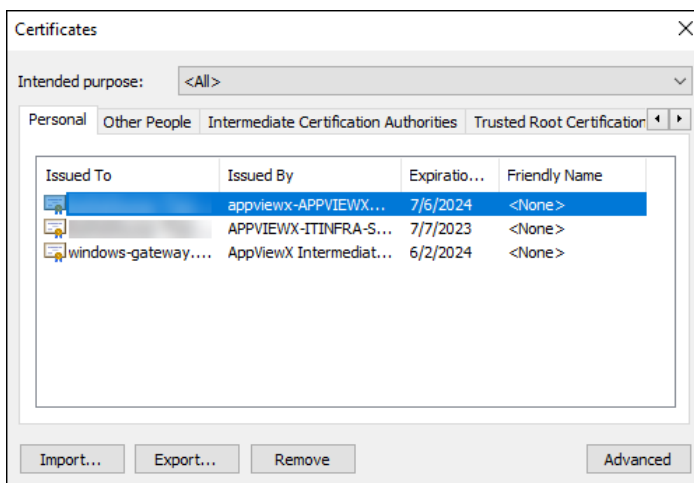 Certificates
Intended purpose: <All>
Personal Other People Intermediate Certification Authorities Trusted Root Certification
Issued To Issued By Expiratio... Friendly Name
appviewx-APPVIEWX... 7/6/2024 <None>
APPVIEWX-ITINFRA-S... 7/7/2023 <None>
windows-gateway.... AppViewX Intermediat... 6/2/2024 <None>
Import... Export... Remove Advanced